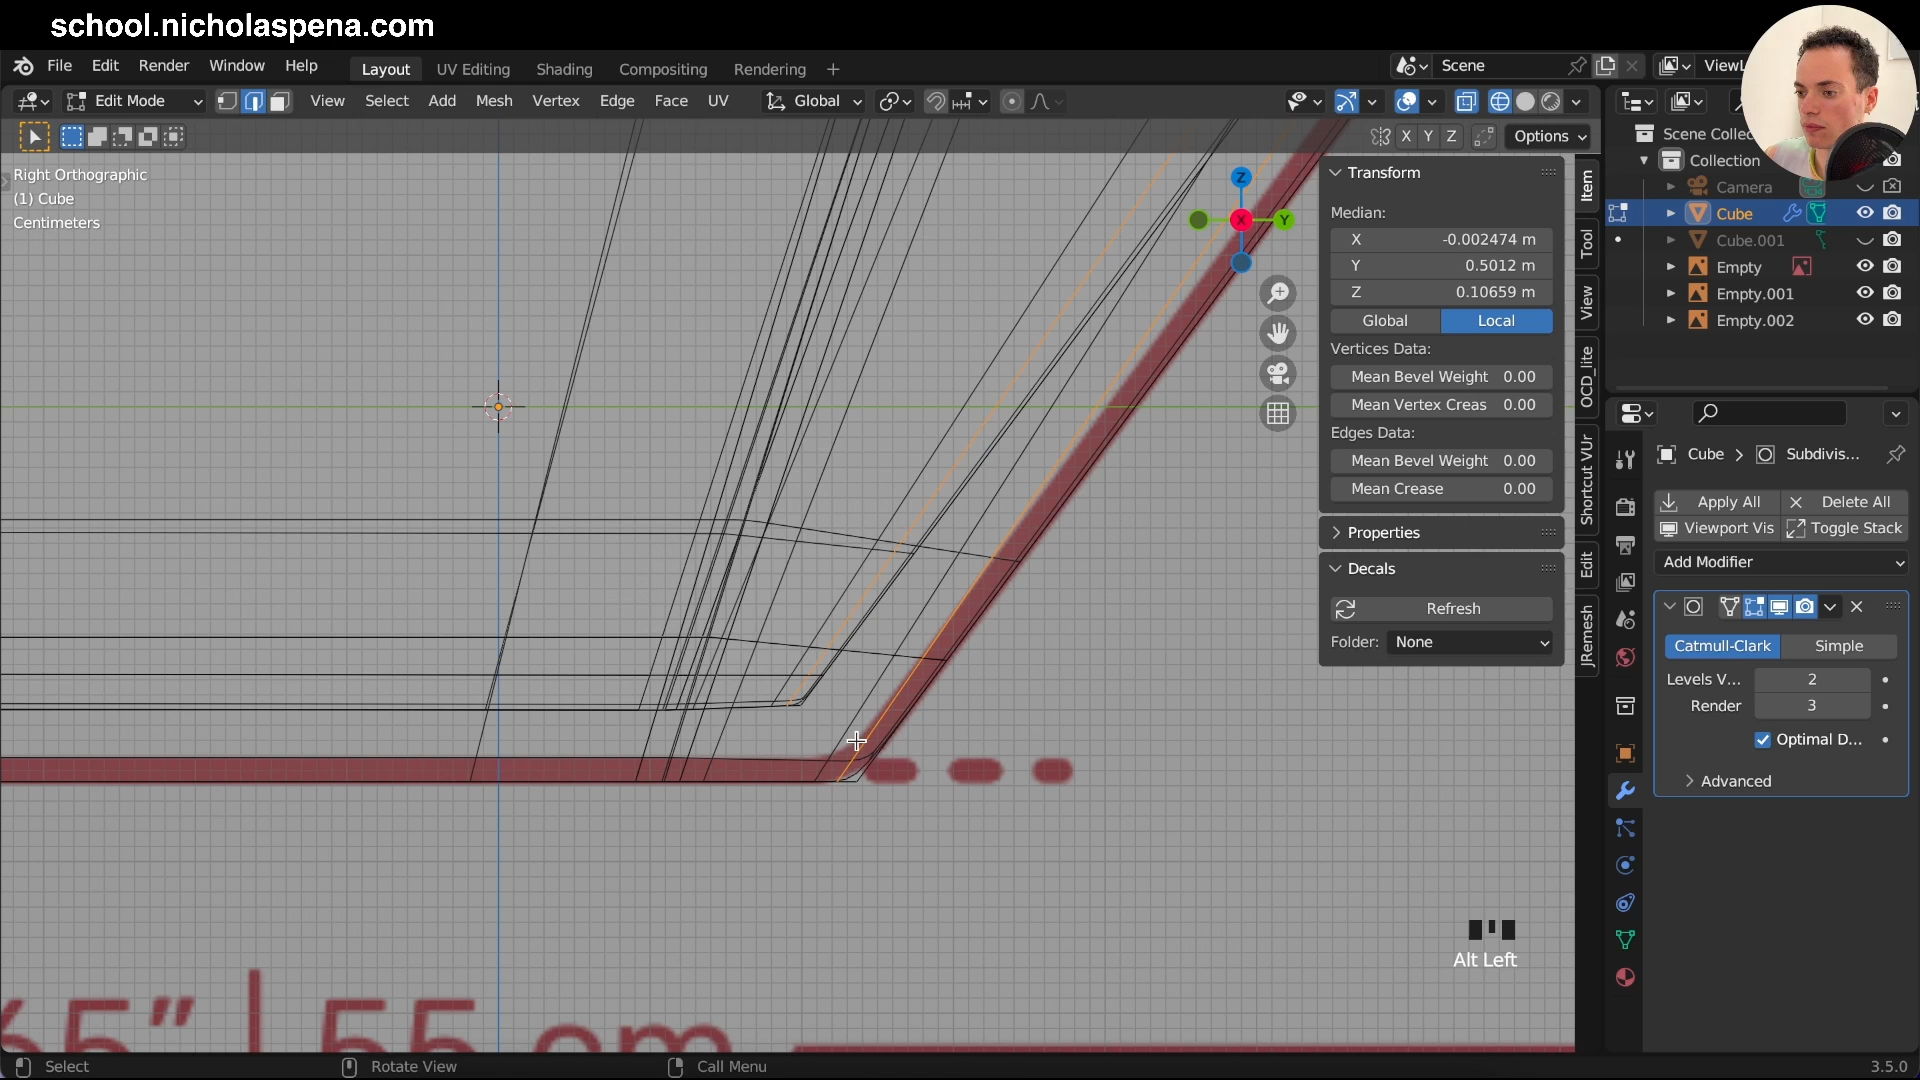 school.nicholaspena.com
File Edit Render Window Help Layout UV Editing Shading Compositing Rendering + Scene
Edit Mode View Select Add Mesh Vertex Edge Face UV Global
X Y Z Options
Right Orthographic
(1) Cube
Centimeters
Z
X
Y
Transform
Median:
X -0.002474 m
Y 0.5012 m
Z 0.10659 m
Global Local
Vertices Data:
Mean Bevel Weight 0.00
Mean Vertex Creas 0.00
Edges Data:
Mean Bevel Weight 0.00
Mean Crease 0.00
Properties
Decals
Refresh
Folder: None
Item
Tool
View
OCD_lite
Shortcut VUr
Edit
JRemesh
ViewL
Scene Collec
Collection
Camera
Cube
Cube.001
Empty
Empty.001
Empty.002
Cube > Subdivis...
Apply All Delete All
Viewport Vis Toggle Stack
Add Modifier
Catmull-Clark Simple
Levels V... 2
Render 3
Optimal D...
Advanced
Alt Left
65” | 55 cm
Select Rotate View Call Menu 3.5.0